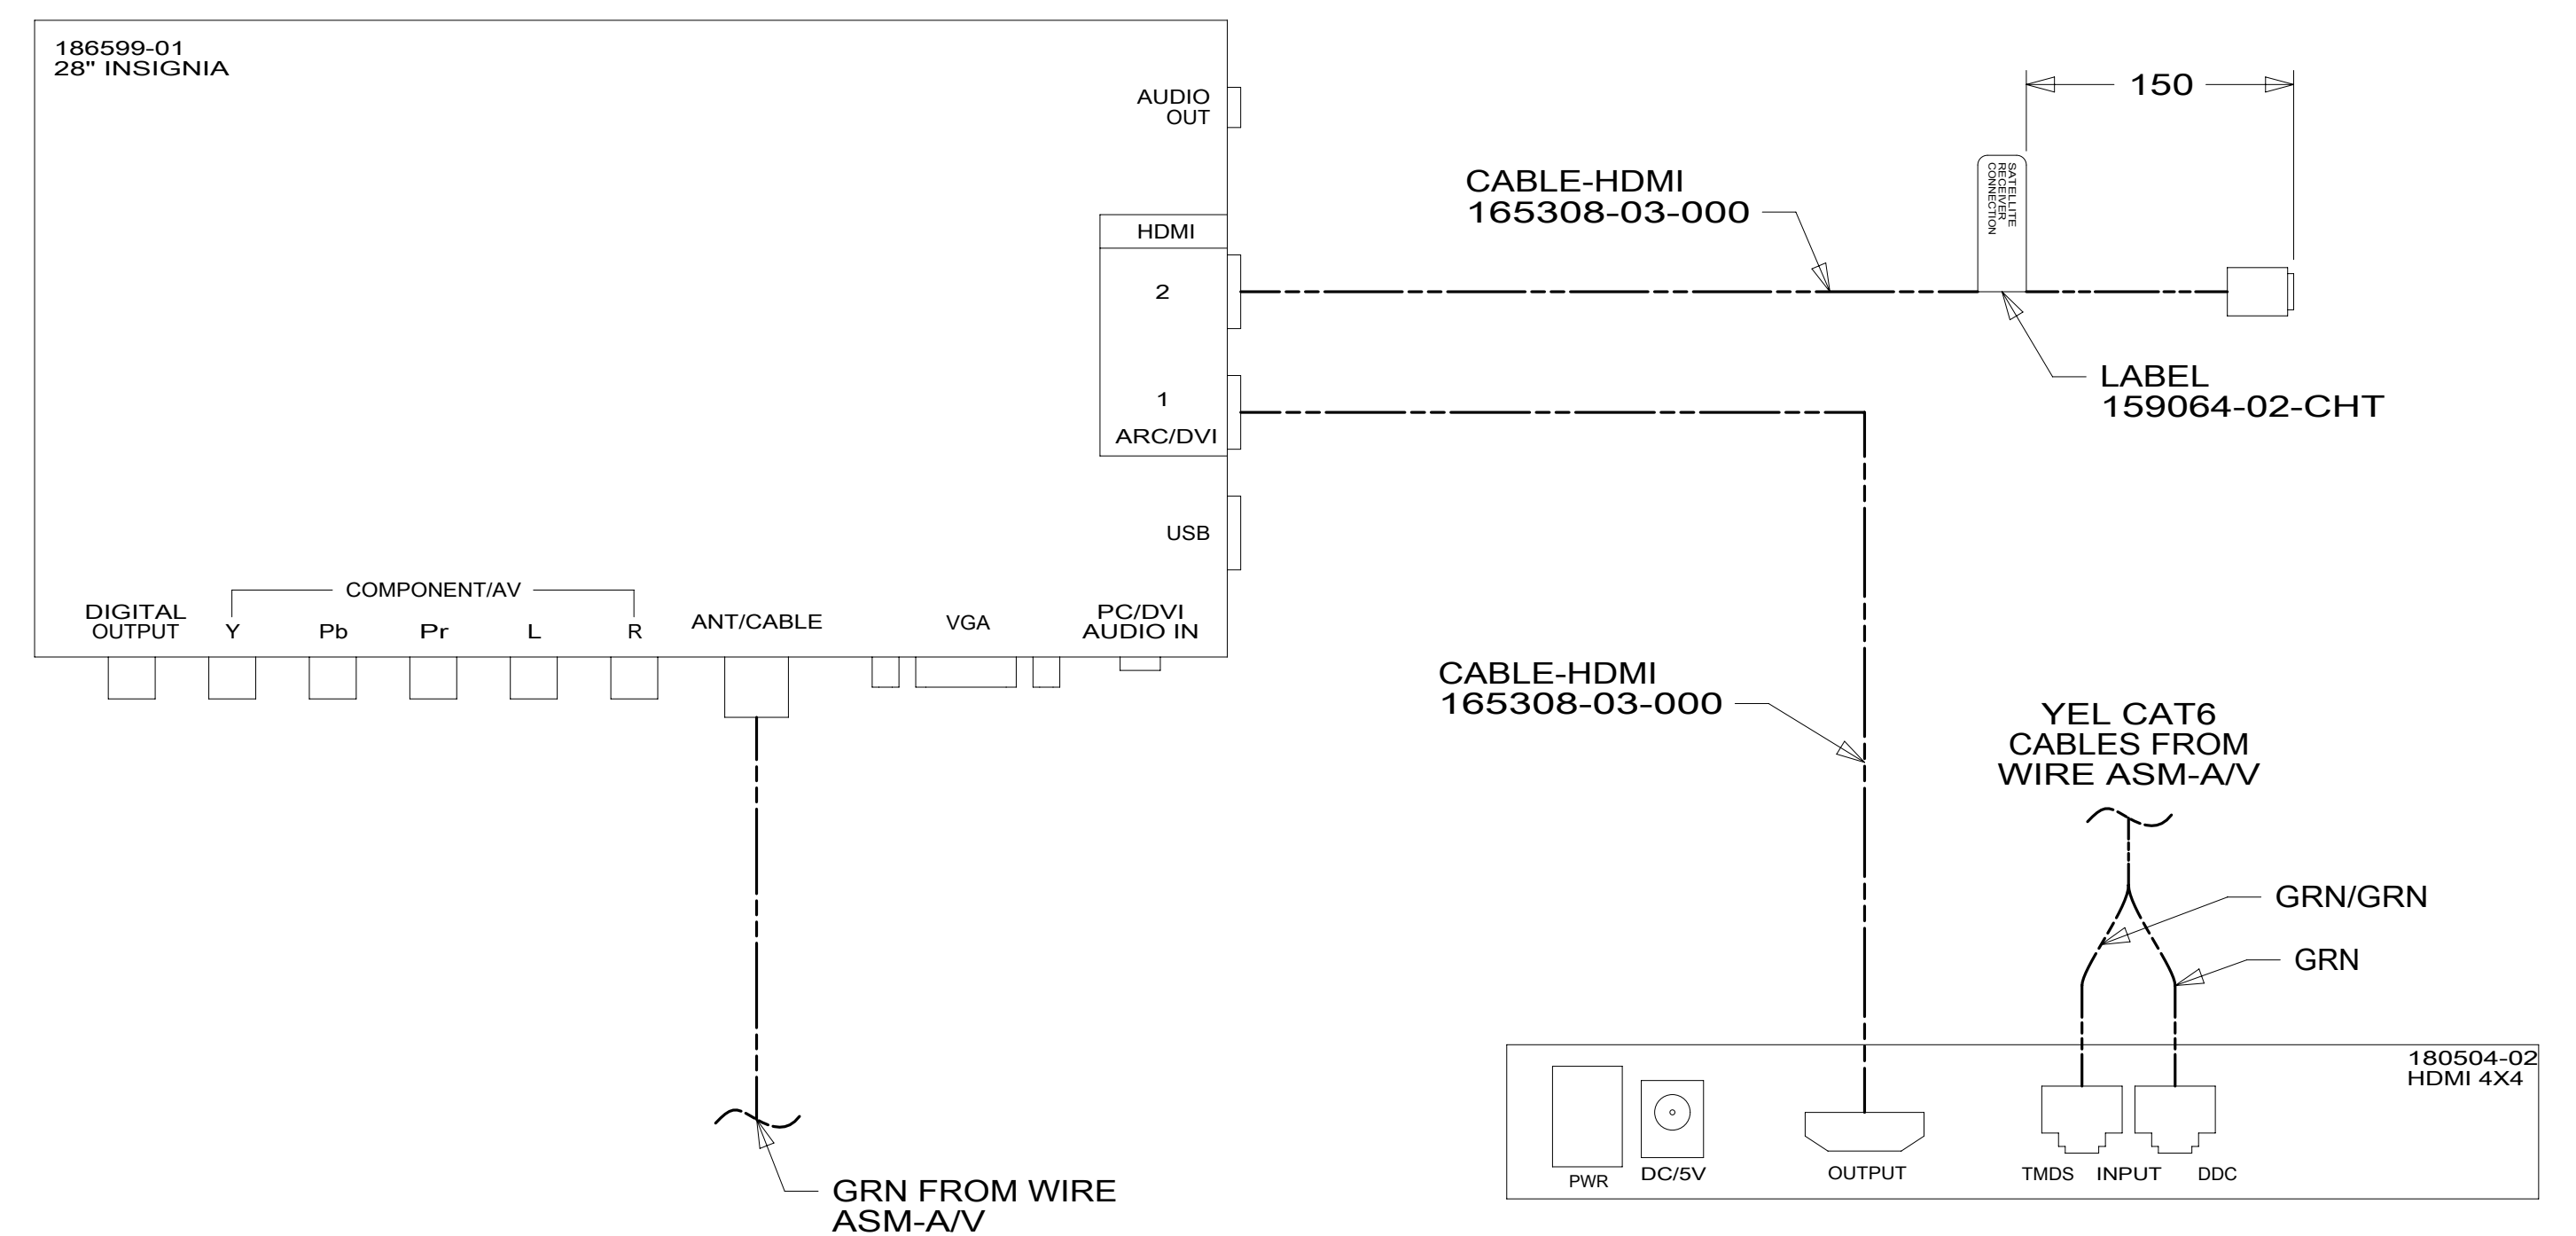 186599-01
28" INSIGNIA
AUDIO
OUT
HDMI
2
1
ARC/DVI
USB
COMPONENT/AV
DIGITAL
OUTPUT
Y
Pb
Pr
L
R
ANT/CABLE
VGA
PC/DVI
AUDIO IN
150
CABLE-HDMI
165308-03-000
SATELLITE
RECEIVER
CONNECTION
LABEL
159064-02-CHT
CABLE-HDMI
165308-03-000
YEL CAT6
CABLES FROM
WIRE ASM-A/V
GRN/GRN
GRN
GRN FROM WIRE
ASM-A/V
180504-02
HDMI 4X4
PWR
DC/5V
OUTPUT
TMDS
INPUT
DDC